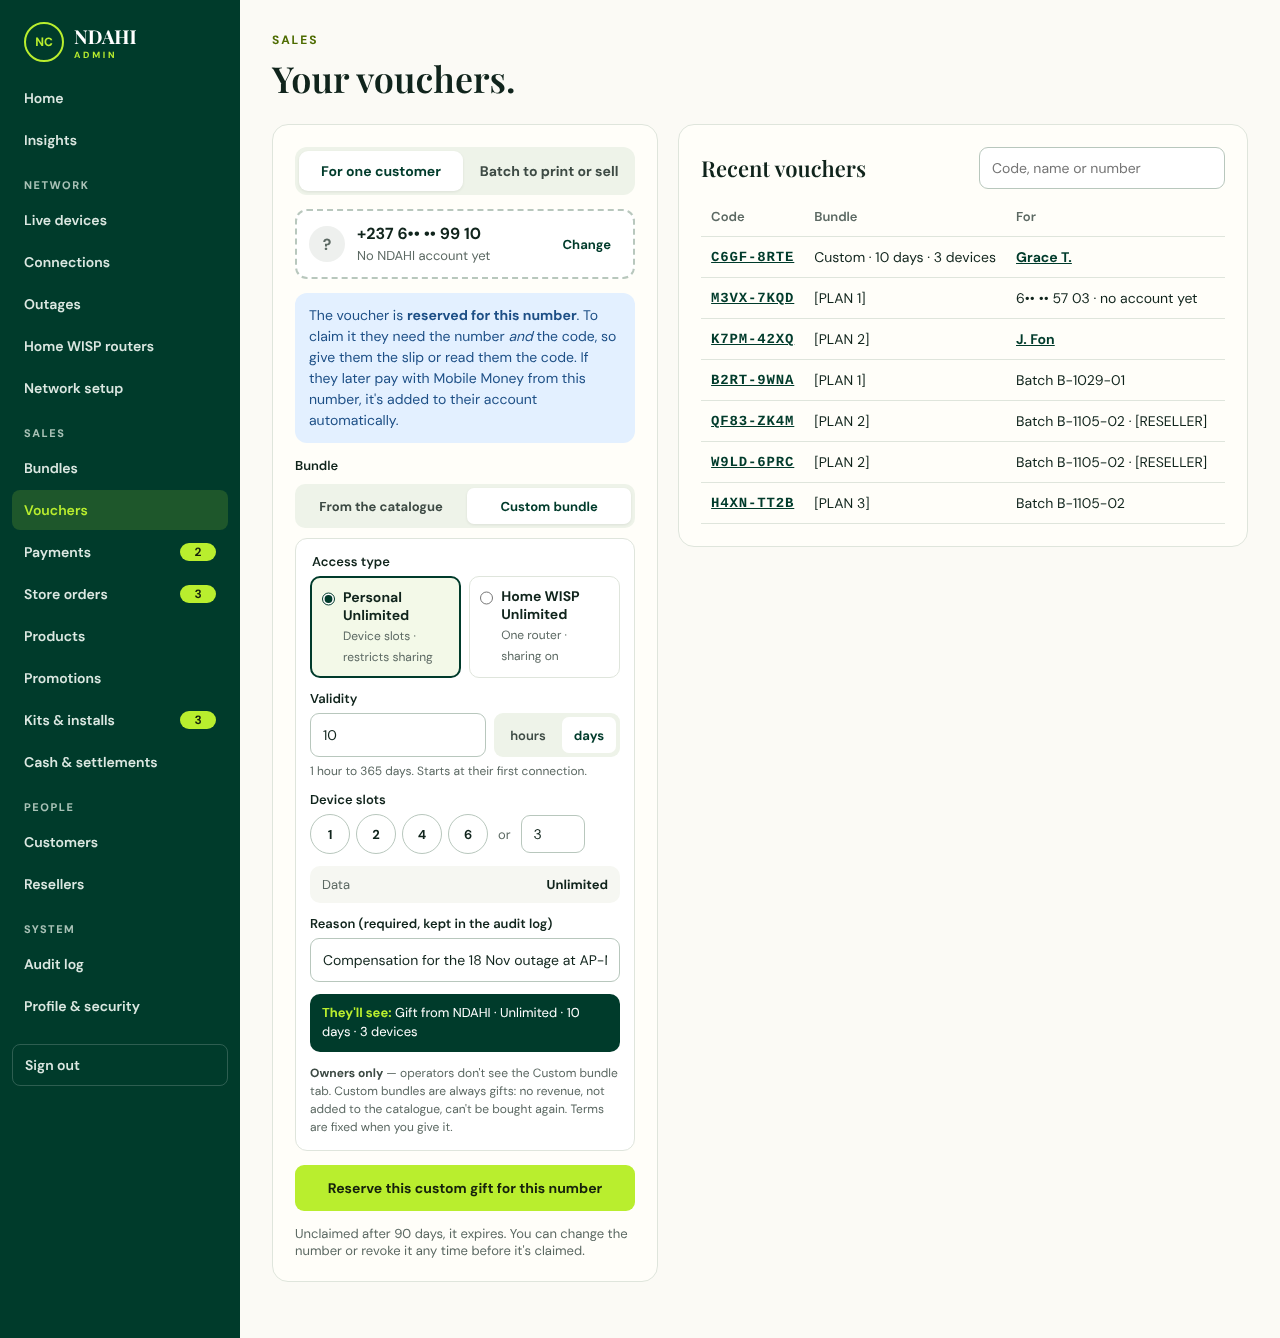 NC
NDAHI
ADMIN
Home
Insights
NETWORK
Live devices
Connections
Outages
Home WISP routers
Network setup
SALES
Bundles
Vouchers
Payments 2
Store orders 3
Products
Promotions
Kits & installs 3
Cash & settlements
PEOPLE
Customers
Resellers
SYSTEM
Audit log
Profile & security
Sign out
SALES
Your vouchers.
For one customer Batch to print or sell
?
+237 6•• •• 99 10
No NDAHI account yet
Change
The voucher is reserved for this number. To
claim it they need the number and the code, so
give them the slip or read them the code. If
they later pay with Mobile Money from this
number, it's added to their account
automatically.
Bundle
From the catalogue Custom bundle
Access type
Personal
Unlimited
Device slots ·
restricts sharing
Home WISP
Unlimited
One router ·
sharing on
Validity
10 hours days
1 hour to 365 days. Starts at their first connection.
Device slots
1 2 4 6 or 3
Data Unlimited
Reason (required, kept in the audit log)
Compensation for the 18 Nov outage at AP-
They'll see: Gift from NDAHI · Unlimited · 10
days · 3 devices
Owners only — operators don't see the Custom bundle
tab. Custom bundles are always gifts: no revenue, not
added to the catalogue, can't be bought again. Terms
are fixed when you give it.
Reserve this custom gift for this number
Unclaimed after 90 days, it expires. You can change the
number or revoke it any time before it's claimed.
Recent vouchers
Code, name or number
Code Bundle For
C6GF-8RTE Custom · 10 days · 3 devices Grace T.
M3VX-7KQD [PLAN 1] 6•• •• 57 03 · no account yet
K7PM-42XQ [PLAN 2] J. Fon
B2RT-9WNA [PLAN 1] Batch B-1029-01
QF83-ZK4M [PLAN 2] Batch B-1105-02 · [RESELLER]
W9LD-6PRC [PLAN 2] Batch B-1105-02 · [RESELLER]
H4XN-TT2B [PLAN 3] Batch B-1105-02